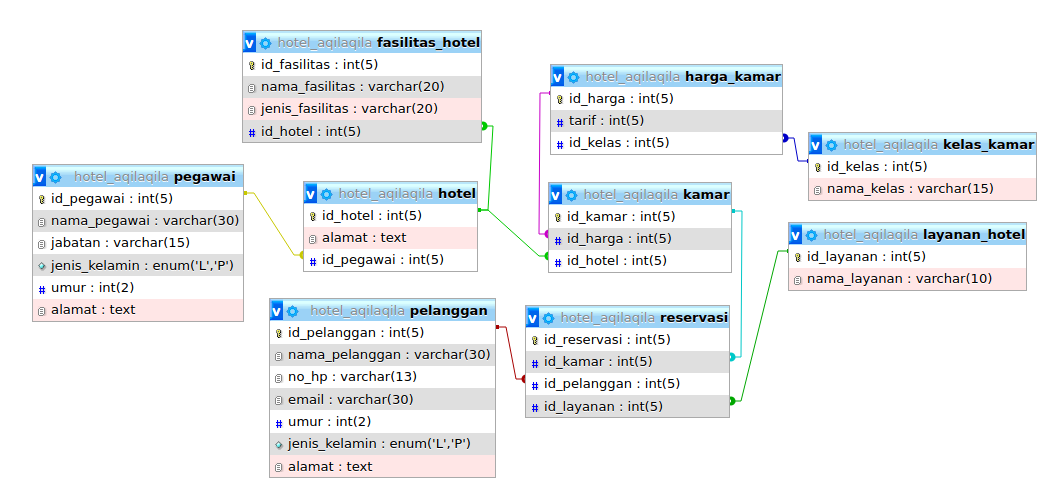 hotel_aqilaqila fasilitas_hotel
id_fasilitas : int(5)
nama_fasilitas : varchar(20)
jenis_fasilitas : varchar(20)
id_hotel : int(5)
hotel_aqilaqila harga_kamar
id_harga : int(5)
tarif : int(5)
id_kelas : int(5)
hotel_aqilaqila kelas_kamar
id_kelas : int(5)
nama_kelas : varchar(15)
hotel_aqilaqila pegawai
id_pegawai : int(5)
nama_pegawai : varchar(30)
jabatan : varchar(15)
jenis_kelamin : enum('L','P')
umur : int(2)
alamat : text
hotel_aqilaqila hotel
id_hotel : int(5)
alamat : text
id_pegawai : int(5)
hotel_aqilaqila kamar
id_kamar : int(5)
id_harga : int(5)
id_hotel : int(5)
hotel_aqilaqila layanan_hotel
id_layanan : int(5)
nama_layanan : varchar(10)
hotel_aqilaqila pelanggan
id_pelanggan : int(5)
nama_pelanggan : varchar(30)
no_hp : varchar(13)
email : varchar(30)
umur : int(2)
jenis_kelamin : enum('L','P')
alamat : text
hotel_aqilaqila reservasi
id_reservasi : int(5)
id_kamar : int(5)
id_pelanggan : int(5)
id_layanan : int(5)